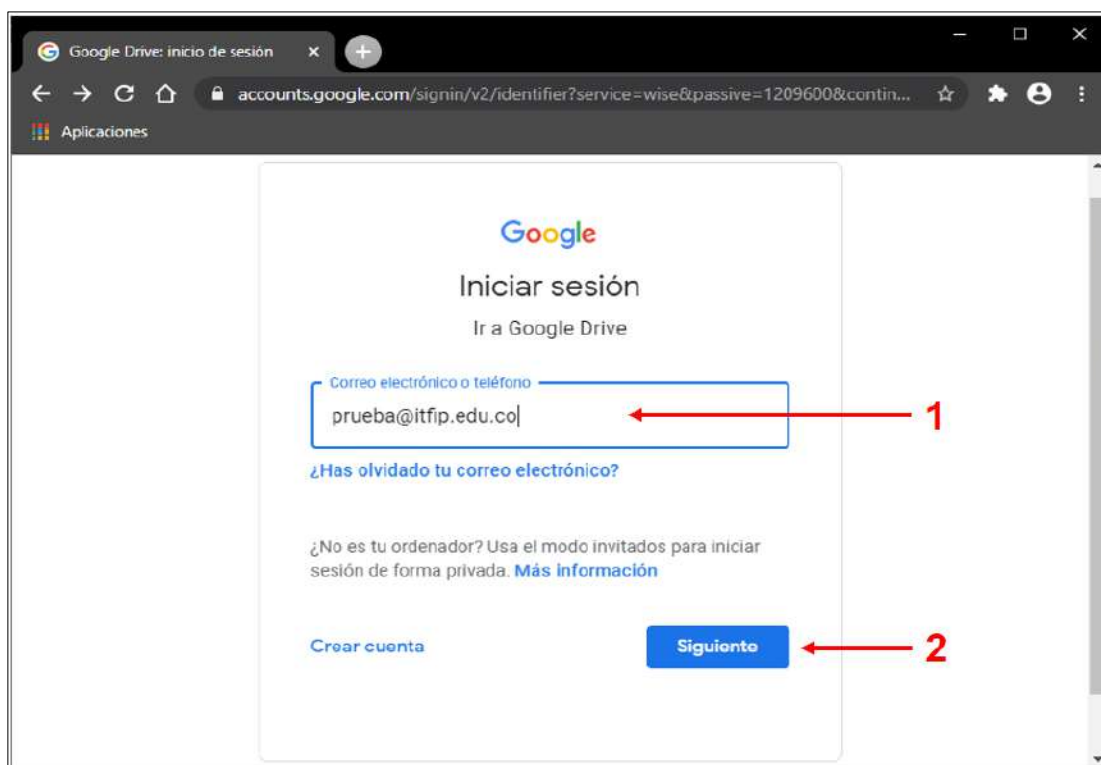 Google Drive: inicio de sesión
accounts.google.com/signin/v2/identifier?service=wise&passive=1209600&contin...
Aplicaciones
Google
Iniciar sesión
Ir a Google Drive
Correo electrónico o teléfono
prueba@itfip.edu.co
1
¿Has olvidado tu correo electrónico?
¿No es tu ordenador? Usa el modo invitados para iniciar
sesión de forma privada. Más información
Crear cuenta
Siguiente
2